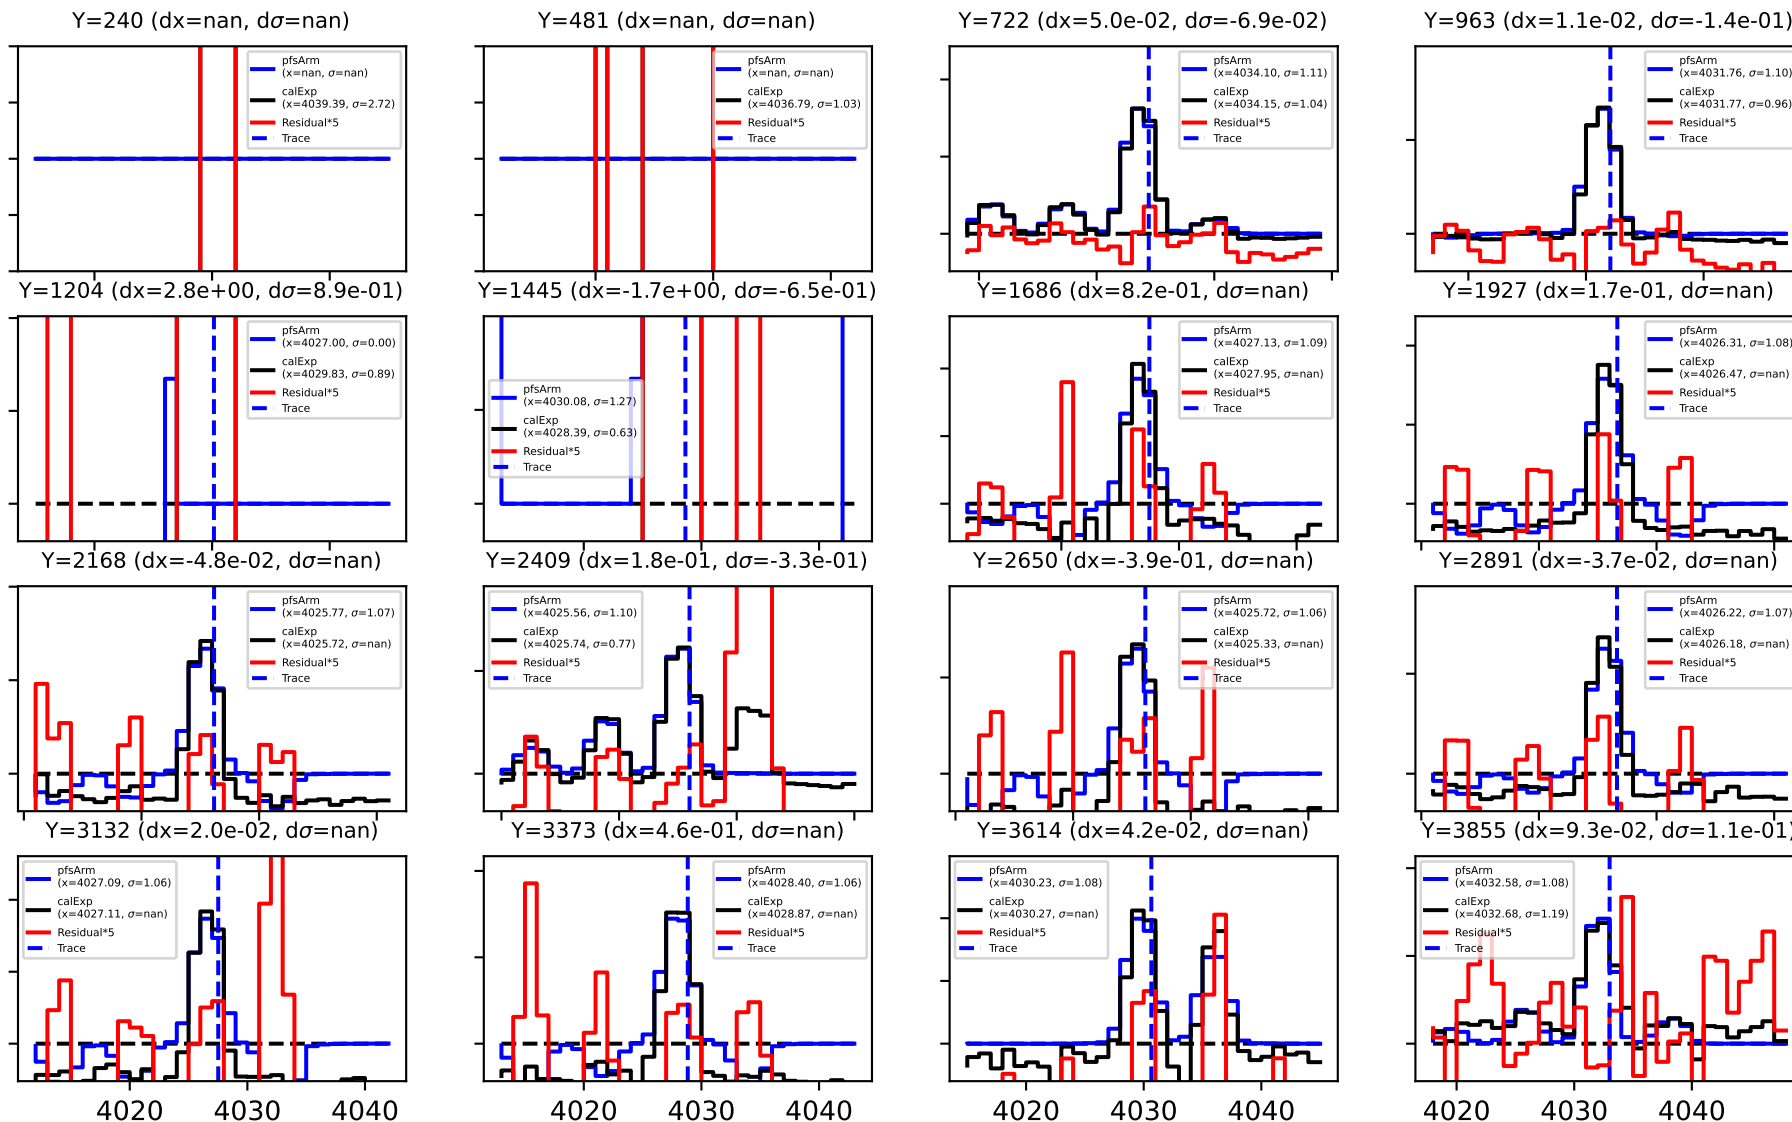 Y=240 (dx=nan, dσ=nan)
pfsArm
(x=nan, σ=nan)
calExp
(x=4039.39, σ=2.72)
Residual*5
Trace
Y=481 (dx=nan, dσ=nan)
pfsArm
(x=nan, σ=nan)
calExp
(x=4036.79, σ=1.03)
Residual*5
Trace
Y=722 (dx=5.0e-02, dσ=-6.9e-02)
pfsArm
(x=4034.10, σ=1.11)
calExp
(x=4034.15, σ=1.04)
Residual*5
Trace
Y=963 (dx=1.1e-02, dσ=-1.4e-01)
pfsArm
(x=4031.76, σ=1.10)
calExp
(x=4031.77, σ=0.96)
Residual*5
Trace
Y=1204 (dx=2.8e+00, dσ=8.9e-01)
pfsArm
(x=4027.00, σ=0.00)
calExp
(x=4029.83, σ=0.89)
Residual*5
Trace
Y=1445 (dx=-1.7e+00, dσ=-6.5e-01)
pfsArm
(x=4030.08, σ=1.27)
calExp
(x=4028.39, σ=0.63)
Residual*5
Trace
Y=1686 (dx=8.2e-01, dσ=nan)
pfsArm
(x=4027.13, σ=1.09)
calExp
(x=4027.95, σ=nan)
Residual*5
Trace
Y=1927 (dx=1.7e-01, dσ=nan)
pfsArm
(x=4026.31, σ=1.08)
calExp
(x=4026.47, σ=nan)
Residual*5
Trace
Y=2168 (dx=-4.8e-02, dσ=nan)
pfsArm
(x=4025.77, σ=1.07)
calExp
(x=4025.72, σ=nan)
Residual*5
Trace
Y=2409 (dx=1.8e-01, dσ=-3.3e-01)
pfsArm
(x=4025.56, σ=1.10)
calExp
(x=4025.74, σ=0.77)
Residual*5
Trace
Y=2650 (dx=-3.9e-01, dσ=nan)
pfsArm
(x=4025.72, σ=1.06)
calExp
(x=4025.33, σ=nan)
Residual*5
Trace
Y=2891 (dx=-3.7e-02, dσ=nan)
pfsArm
(x=4026.22, σ=1.07)
calExp
(x=4026.18, σ=nan)
Residual*5
Trace
Y=3132 (dx=2.0e-02, dσ=nan)
pfsArm
(x=4027.09, σ=1.06)
calExp
(x=4027.11, σ=nan)
Residual*5
Trace
Y=3373 (dx=4.6e-01, dσ=nan)
pfsArm
(x=4028.40, σ=1.06)
calExp
(x=4028.87, σ=nan)
Residual*5
Trace
Y=3614 (dx=4.2e-02, dσ=nan)
pfsArm
(x=4030.23, σ=1.08)
calExp
(x=4030.27, σ=nan)
Residual*5
Trace
Y=3855 (dx=9.3e-02, dσ=1.1e-01)
pfsArm
(x=4032.58, σ=1.08)
calExp
(x=4032.68, σ=1.19)
Residual*5
Trace
4020 4030 4040
4020 4030 4040
4020 4030 4040
4020 4030 4040